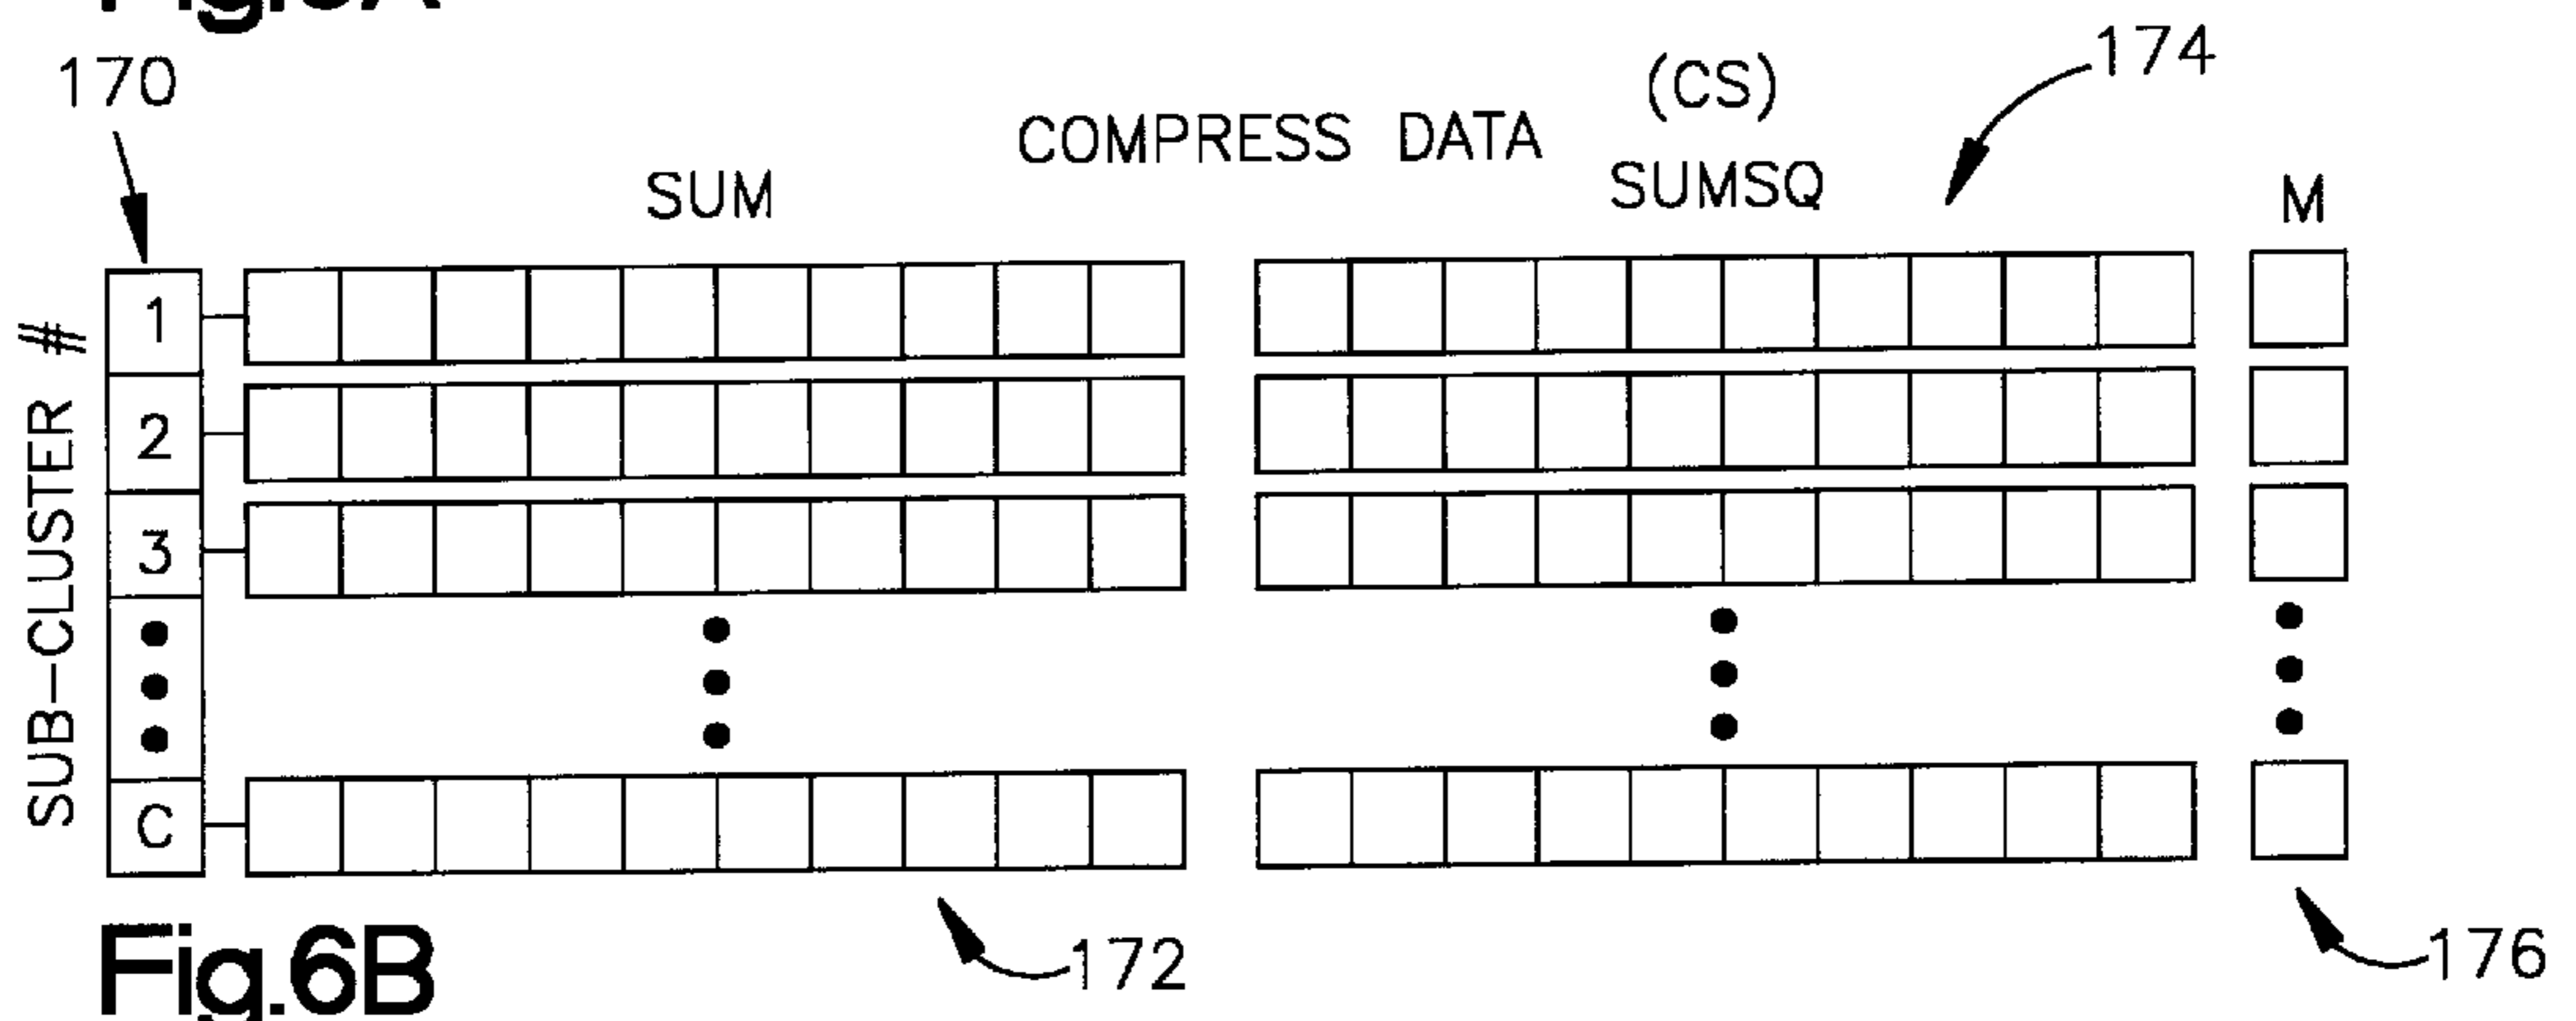 170
174
(CS)
COMPRESS DATA
SUM
SUMSQ
M
SUB-CLUSTER #
1
2
3
C
172
176
Fig.6B